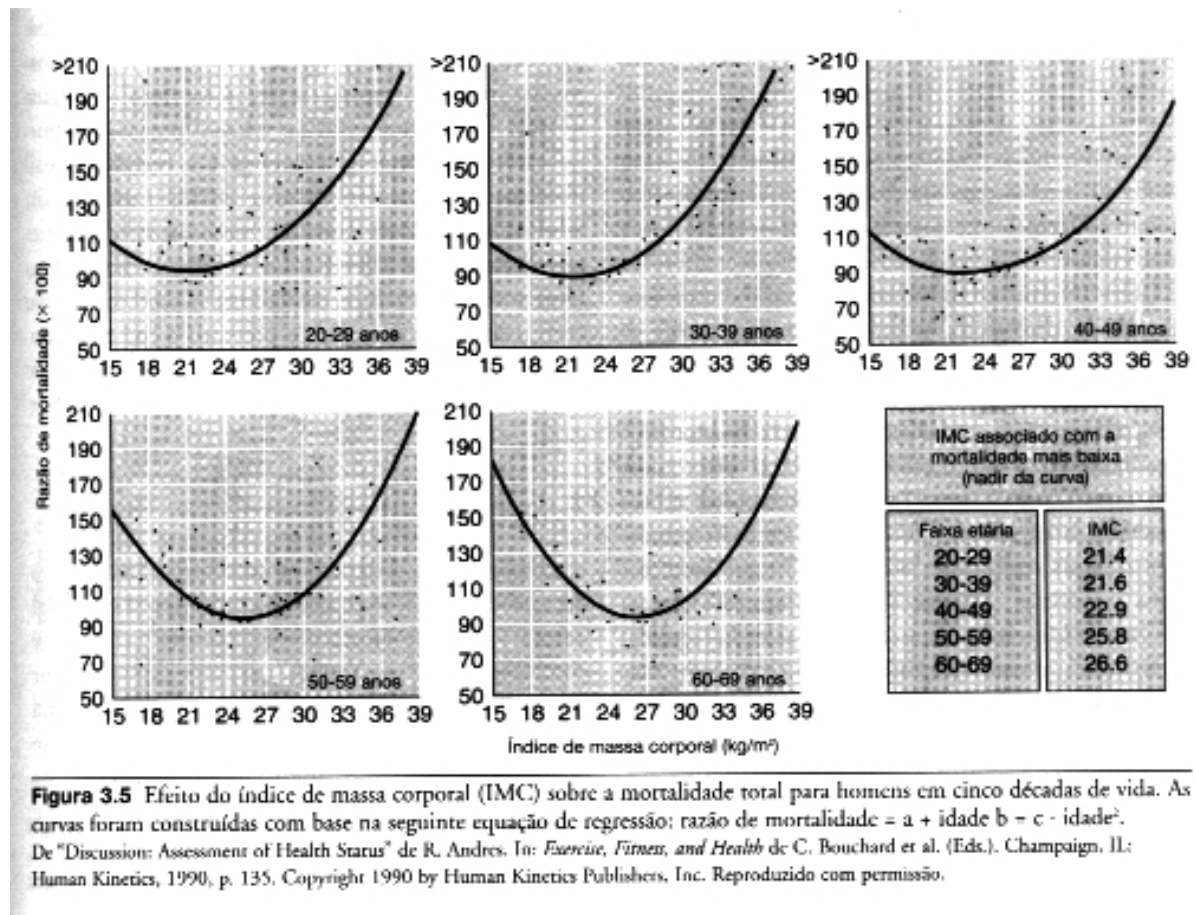 >210
190
170
150
130
110
90
70
50
20-29 anos
15 18 21 24 27 30 33 36 39
>210
190
170
150
130
110
90
70
50
30-39 anos
15 18 21 24 27 30 33 36 39
>210
190
170
150
130
110
90
70
50
40-49 anos
15 18 21 24 27 30 33 36 39
Razão de mortalidade (× 100)
210
190
170
150
130
110
90
70
50
50-59 anos
15 18 21 24 27 30 33 36 39
210
190
170
150
130
110
90
70
50
60-69 anos
15 18 21 24 27 30 33 36 39
Índice de massa corporal (kg/m²)
IMC associado com a
mortalidade mais baixa
(nadir da curva)
Faixa etária IMC
20-29 21.4
30-39 21.6
40-49 22.9
50-59 25.8
60-69 26.6
Figura 3.5 Efeito do índice de massa corporal (IMC) sobre a mortalidade total para homens em cinco décadas de vida. As
curvas foram construídas com base na seguinte equação de regressão: razão de mortalidade = a + idade b = c - idade².
De "Discussion: Assessment of Health Status" de R. Andres. In: Exercise, Fitness, and Health de C. Bouchard et al. (Eds.). Champaign, IL:
Human Kinetics, 1990, p. 135. Copyright 1990 by Human Kinetics Publishers, Inc. Reproduzido com permissão.